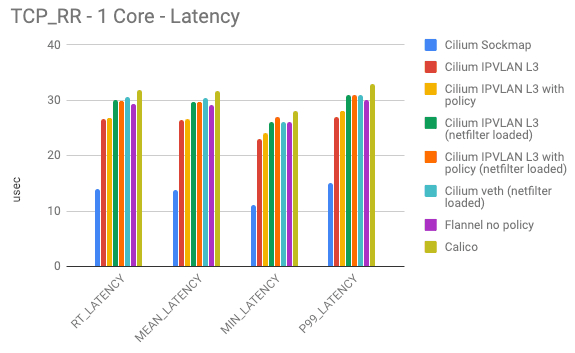 TCP_RR - 1 Core - Latency
usec
40
30
20
10
0
RT_LATENCY
MEAN_LATENCY
MIN_LATENCY
P99_LATENCY
Cilium Sockmap
Cilium IPVLAN L3
Cilium IPVLAN L3 with
policy
Cilium IPVLAN L3
(netfilter loaded)
Cilium IPVLAN L3 with
policy (netfilter loaded)
Cilium veth (netfilter
loaded)
Flannel no policy
Calico